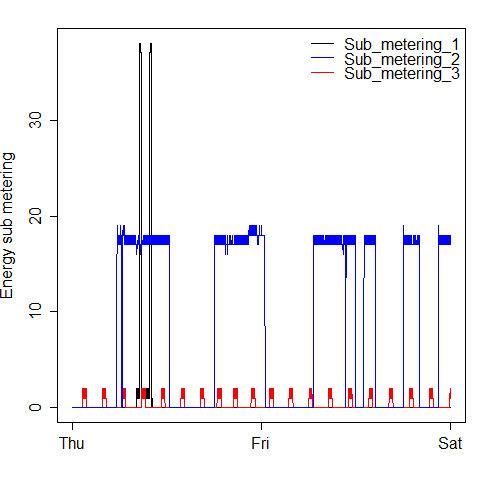 Sub_metering_1
Sub_metering_2
Sub_metering_3
Energy sub metering
30
20
10
0
Thu Fri Sat